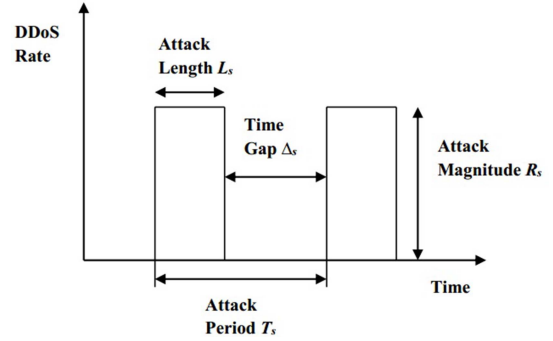 DDoS
Rate
Attack
Length Ls
Time
Gap Δs
Attack
Magnitude Rs
Time
Attack
Period Ts